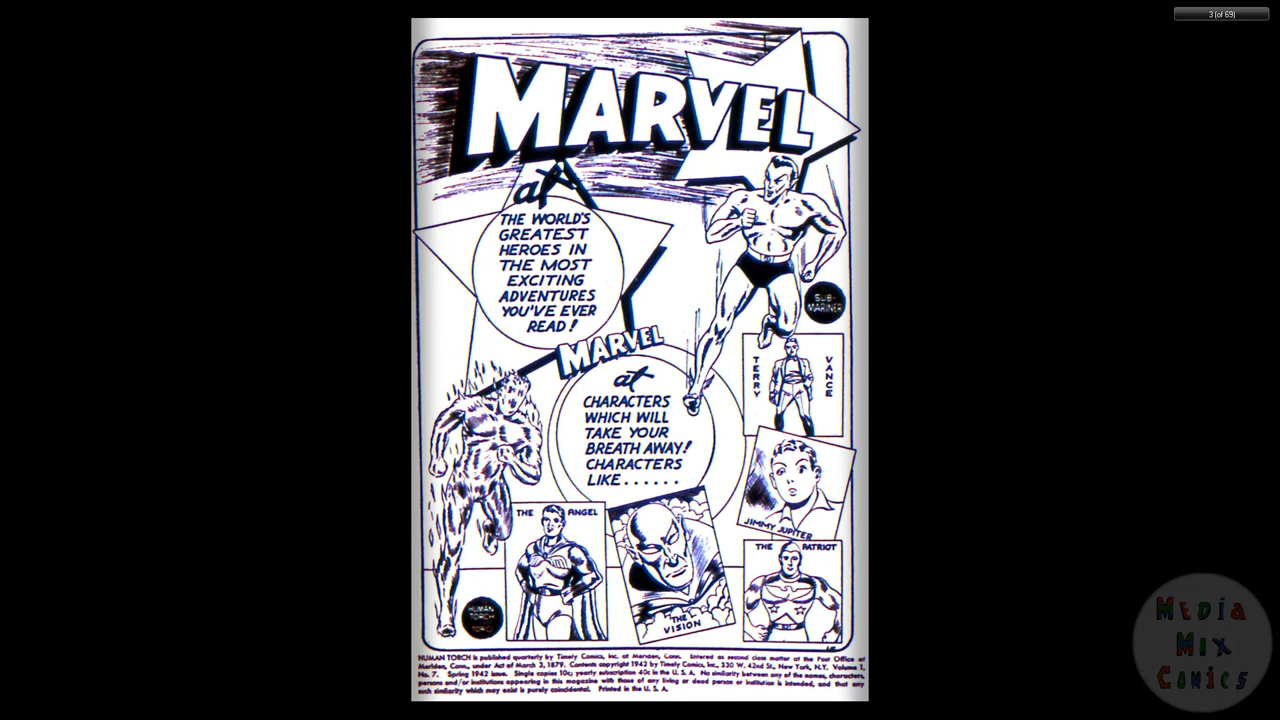 3 (of 69)
MARVEL
at
THE WORLD'S
GREATEST
HEROES IN
THE MOST
EXCITING
ADVENTURES
YOU'VE EVER
READ!
SUB-
MARINER
MARVEL
at
CHARACTERS
WHICH WILL
TAKE YOUR
BREATH AWAY!
CHARACTERS
LIKE......
TERRY VANCE
JIMMY JUPITER
THE ANGEL
THE VISION
THE PATRIOT
HUMAN
TORCH
HUMAN TORCH is published quarterly by Timely Comics, Inc. at Meriden, Conn. Entered as second class matter at the Post Office at
Meriden, Conn., under Act of March 3, 1879. Contents copyright 1942 by Timely Comics, Inc., 330 W. 42nd St., New York, N.Y. Volume 1,
No. 7. Spring 1942 issue. Single copies 10c; yearly subscription 40c in the U. S. A. No similarity between any of the names, characters,
persons and/or institutions appearing in this magazine with those of any living or dead person or institution is intended, and that any
such similarity which may exist is purely coincidental. Printed in the U. S. A.
MEDIA
MIX
COMICS